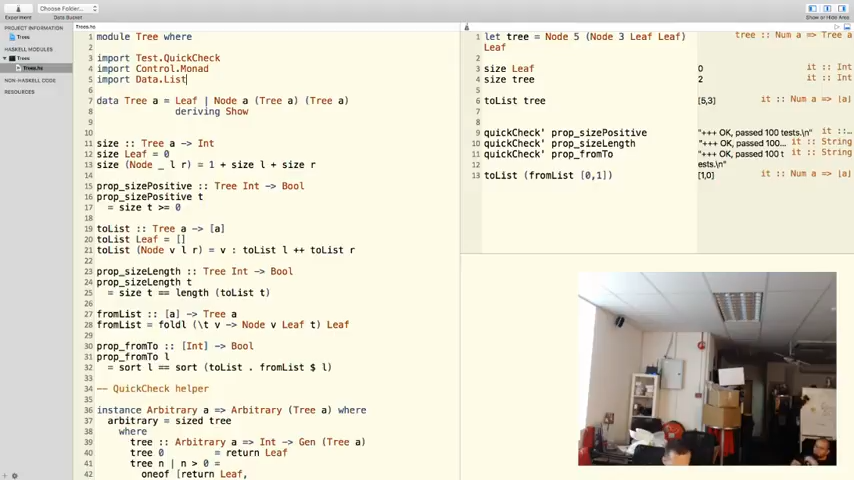 Choose Folder...
Experiment
Data Bucket
Trees.hs
Show or Hide Area
PROJECT INFORMATION
Trees
HASKELL MODULES
Trees
Trees.hs
NON-HASKELL CODE
RESOURCES
1 module Tree where
2
3 import Test.QuickCheck
4 import Control.Monad
5 import Data.List
6
7 data Tree a = Leaf | Node a (Tree a) (Tree a)
8 deriving Show
9
10
11 size :: Tree a -> Int
12 size Leaf = 0
13 size (Node _ l r) = 1 + size l + size r
14
15 prop_sizePositive :: Tree Int -> Bool
16 prop_sizePositive t
17 = size t >= 0
18
19 toList :: Tree a -> [a]
20 toList Leaf = []
21 toList (Node v l r) = v : toList l ++ toList r
22
23 prop_sizeLength :: Tree Int -> Bool
24 prop_sizeLength t
25 = size t == length (toList t)
26
27 fromList :: [a] -> Tree a
28 fromList = foldl (\t v -> Node v Leaf t) Leaf
29
30 prop_fromTo :: [Int] -> Bool
31 prop_fromTo l
32 = sort l == sort (toList . fromList $ l)
33
34 -- QuickCheck helper
35
36 instance Arbitrary a => Arbitrary (Tree a) where
37 arbitrary = sized tree
38 where
39 tree :: Arbitrary a => Int -> Gen (Tree a)
40 tree 0 = return Leaf
41 tree n | n > 0 =
42 oneof [return Leaf,
1 let tree = Node 5 (Node 3 Leaf Leaf) tree :: Num a => Tree a
Leaf
2
3 size Leaf 0 it :: Int
4 size tree 2 it :: Int
5
6 toList tree [5,3] it :: Num a => [a]
7
8
9 quickCheck' prop_sizePositive "+++ OK, passed 100 tests.\n" it ::…
10 quickCheck' prop_sizeLength "+++ OK, passed 100... it :: String
11 quickCheck' prop_fromTo "+++ OK, passed 100 t it :: String
12 ests.\n"
13 toList (fromList [0,1]) [1,0] it :: Num a => [a]